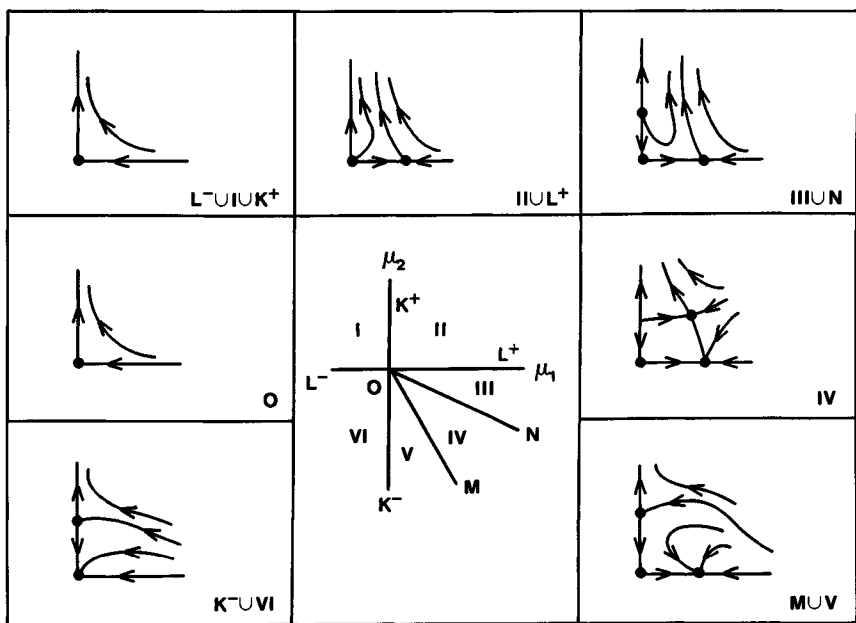 L⁻∪I∪K⁺
II∪L⁺
III∪N
O
K⁻∪VI
μ₂
K⁺
I
II
L⁻
L⁺
μ₁
O
III
VI
V
IV
N
K⁻
M
IV
M∪V